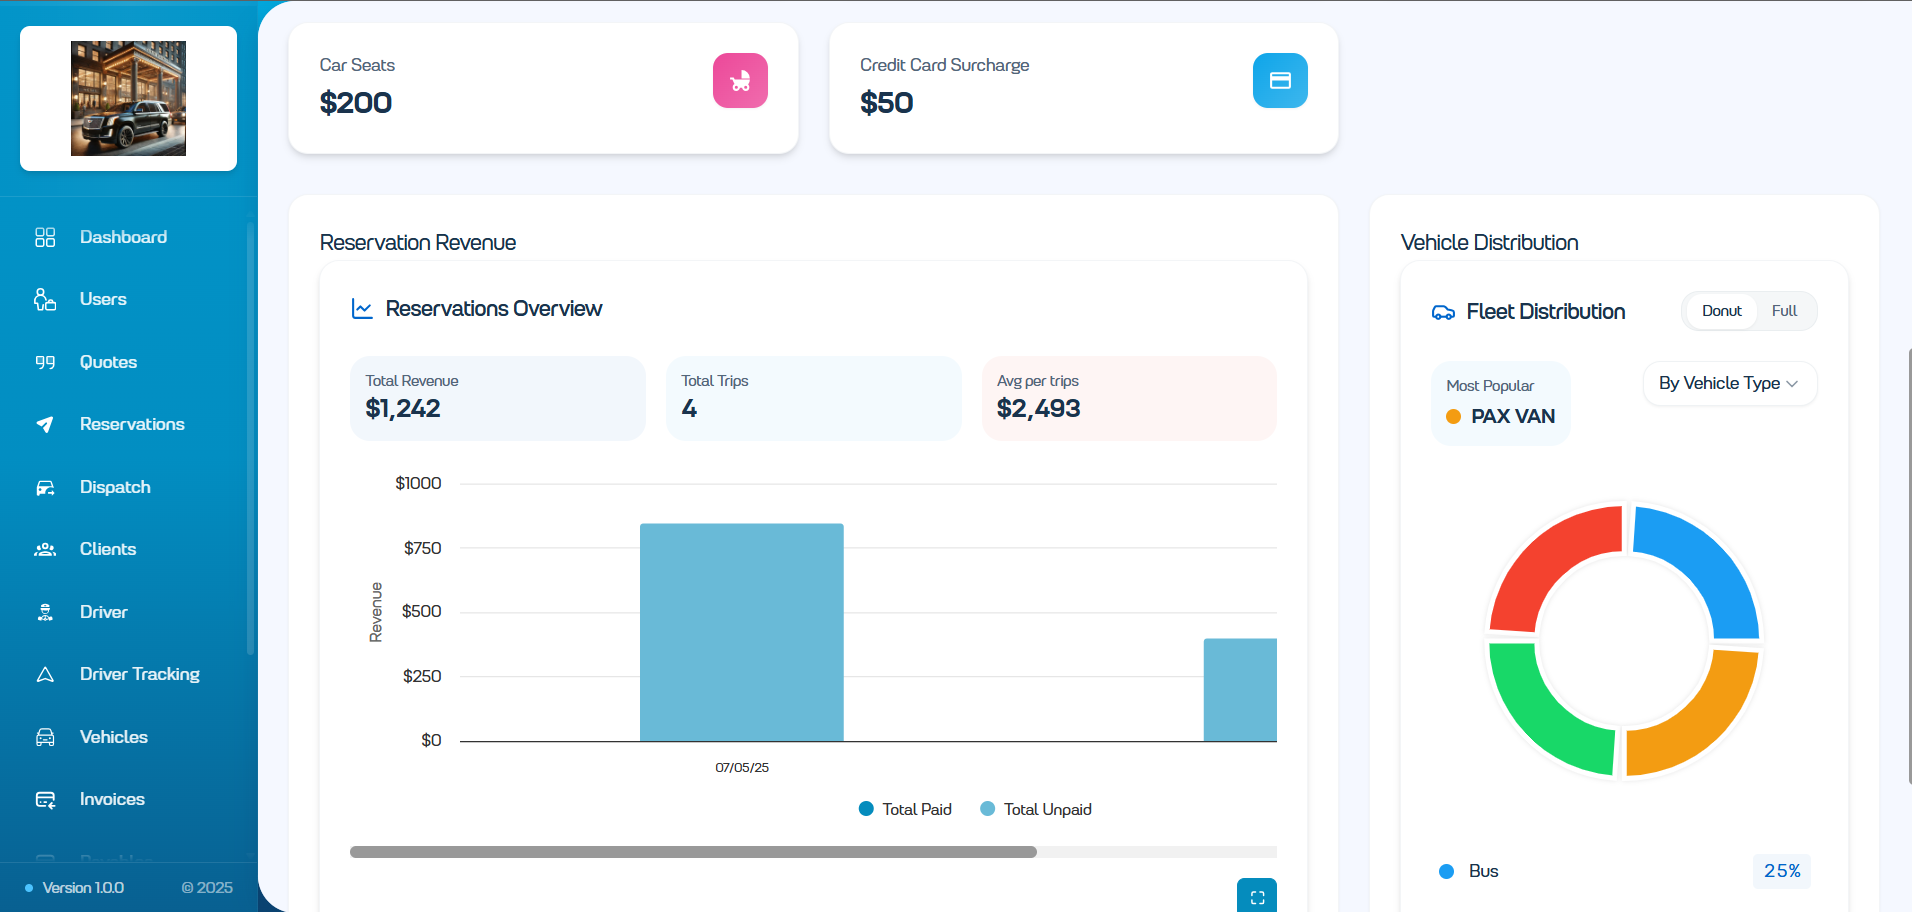 Dashboard
Users
Quotes
Reservations
Dispatch
Clients
Driver
Driver Tracking
Vehicles
Invoices
Version 1.0.0
© 2025
Car Seats
$200
Credit Card Surcharge
$50
Reservation Revenue
Reservations Overview
Total Revenue
$1,242
Total Trips
4
Avg per trips
$2,493
$1000
$750
$500
$250
$0
Revenue
07/05/25
Total Paid
Total Unpaid
Vehicle Distribution
Fleet Distribution
Donut
Full
Most Popular
PAX VAN
By Vehicle Type
Bus
25%